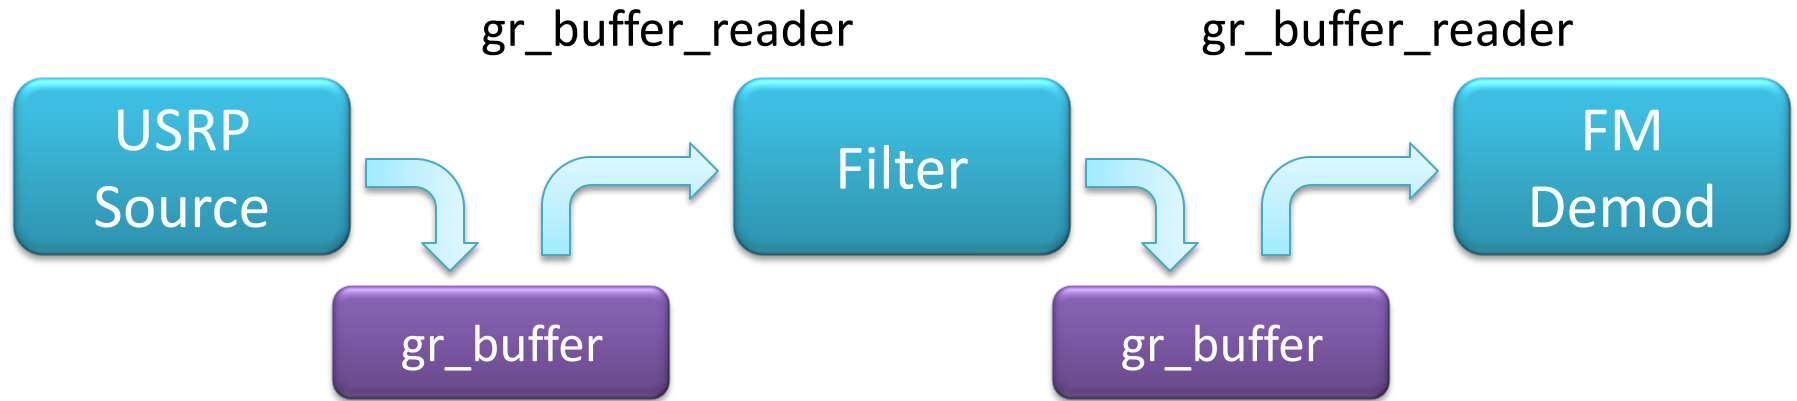 gr_buffer_reader
gr_buffer_reader
USRP
Source
Filter
FM
Demod
gr_buffer
gr_buffer